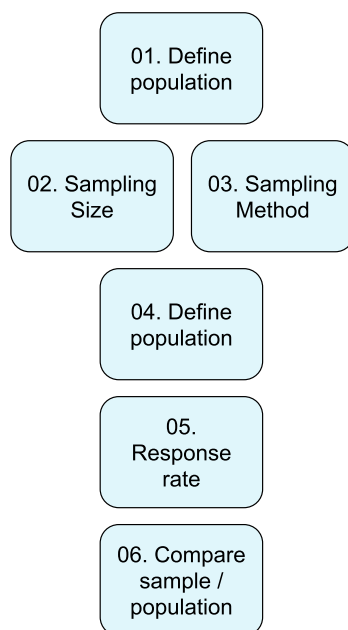 01. Define
population
02. Sampling
Size
03. Sampling
Method
04. Define
population
05.
Response
rate
06. Compare
sample /
population